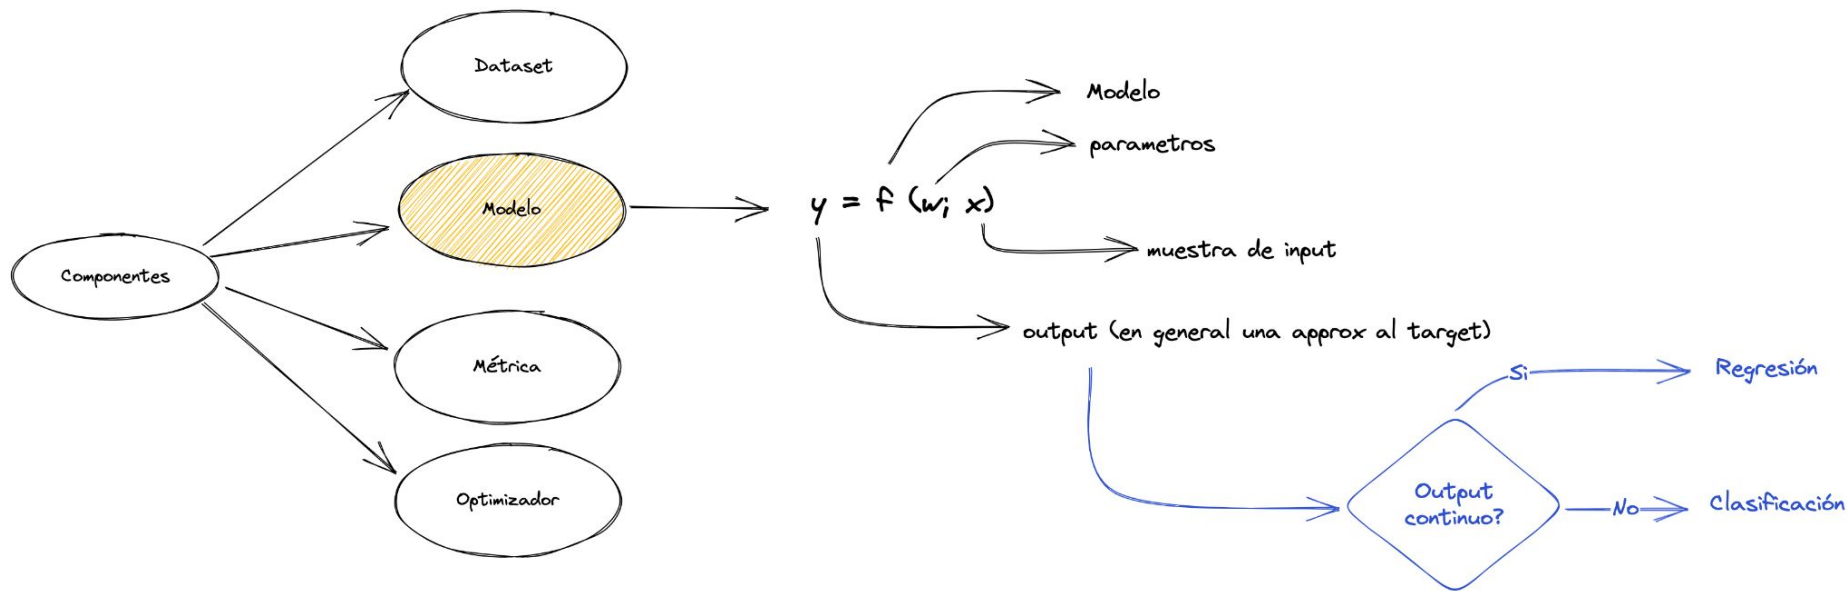 Dataset
Modelo
parametros
Modelo
y = f (w; x)
Componentes
muestra de input
output (en general una approx al target)
Métrica
Si
Regresión
Optimizador
Output
continuo?
No
Clasificación